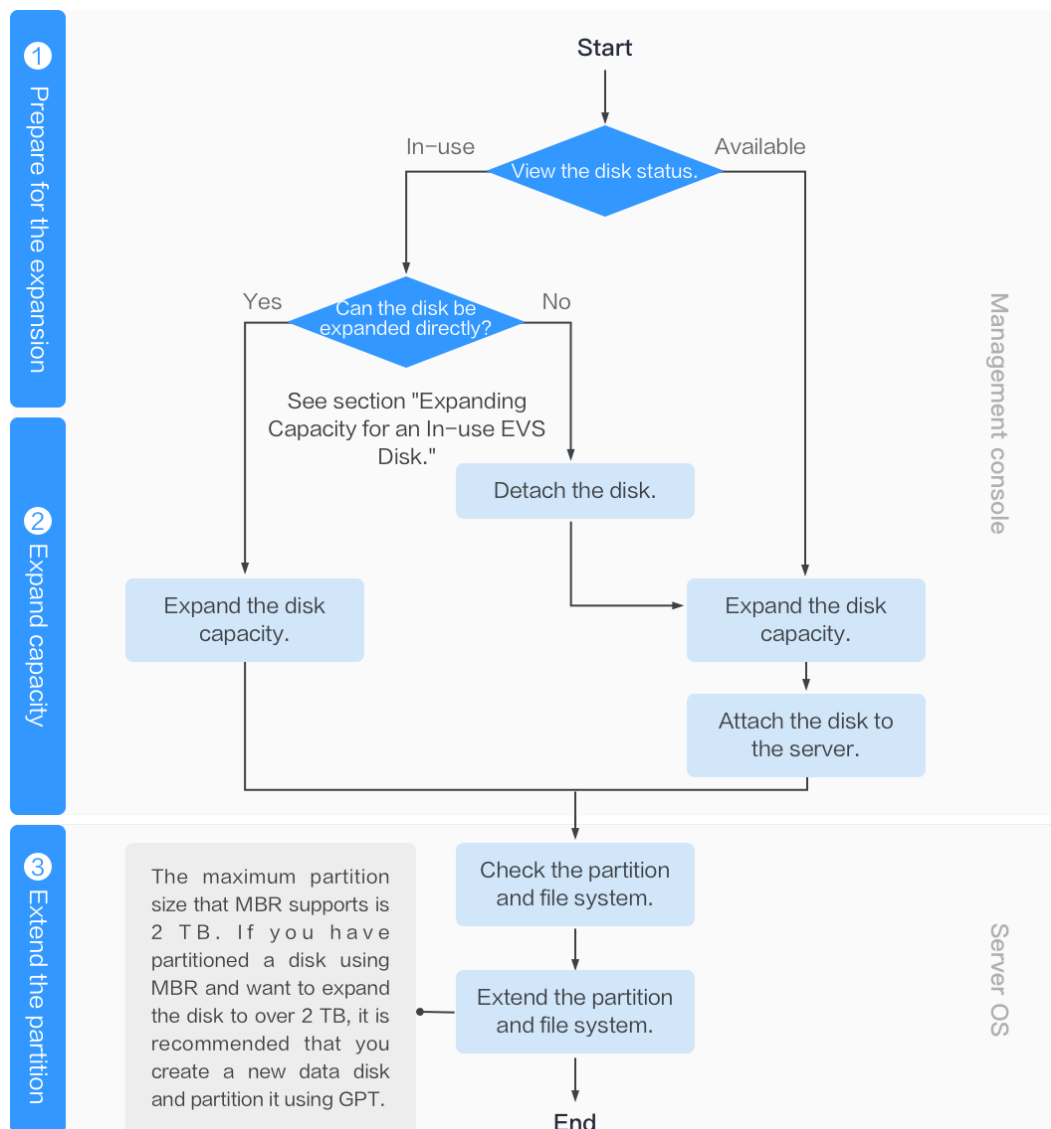 1 Prepare for the expansion
Start
In-use
Available
View the disk status.
Yes
No
Can the disk be
expanded directly?
See section "Expanding
Capacity for an In-use EVS
Disk."
Management console
2 Expand capacity
Detach the disk.
Expand the disk
capacity.
Expand the disk
capacity.
Attach the disk to
the server.
3 Extend the partition
The maximum partition
size that MBR supports is
2 TB. If you have
partitioned a disk using
MBR and want to expand
the disk to over 2 TB, it is
recommended that you
create a new data disk
and partition it using GPT.
Check the partition
and file system.
Extend the partition
and file system.
Server OS
End